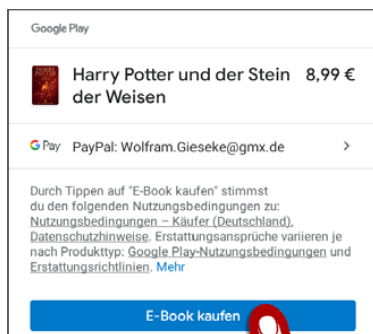 Google Play
Harry Potter und der Stein 8,99 €
der Weisen
G Pay PayPal: Wolfram.Gieseke@gmx.de
Durch Tippen auf "E-Book kaufen" stimmst
du den folgenden Nutzungsbedingungen zu:
Nutzungsbedingungen – Käufer (Deutschland),
Datenschutzhinweise. Erstattungsansprüche variieren je
nach Produkttyp: Google Play-Nutzungsbedingungen und
Erstattungsrichtlinien. Mehr
E-Book kaufen